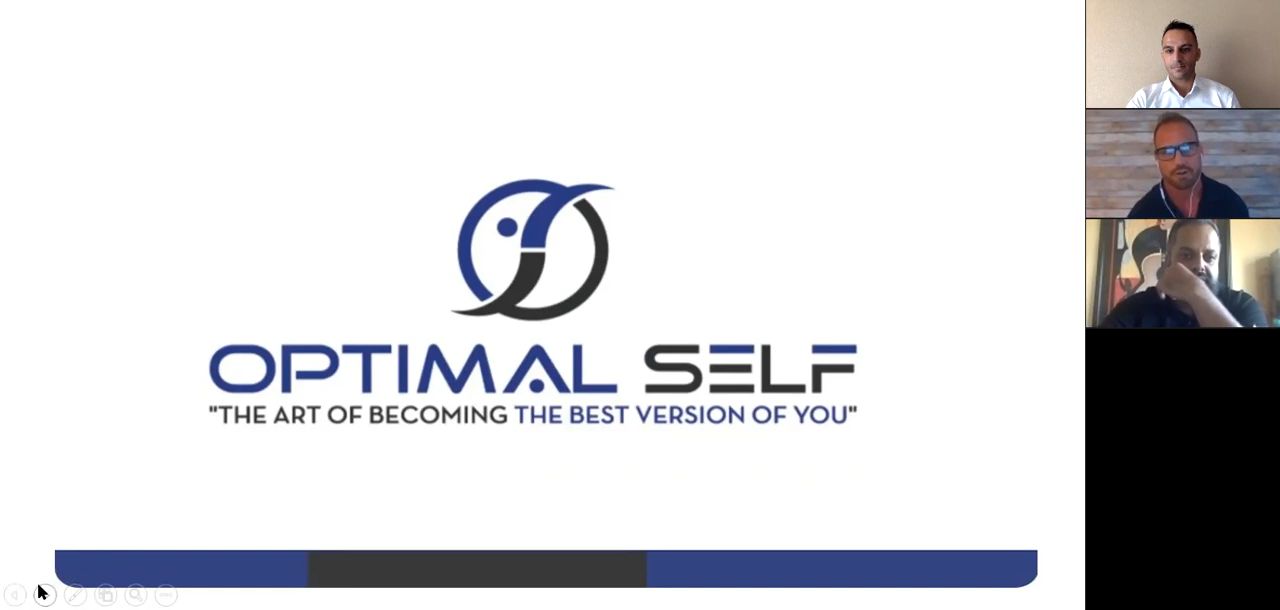 OPTIMAL SELF
"THE ART OF BECOMING THE BEST VERSION OF YOU"